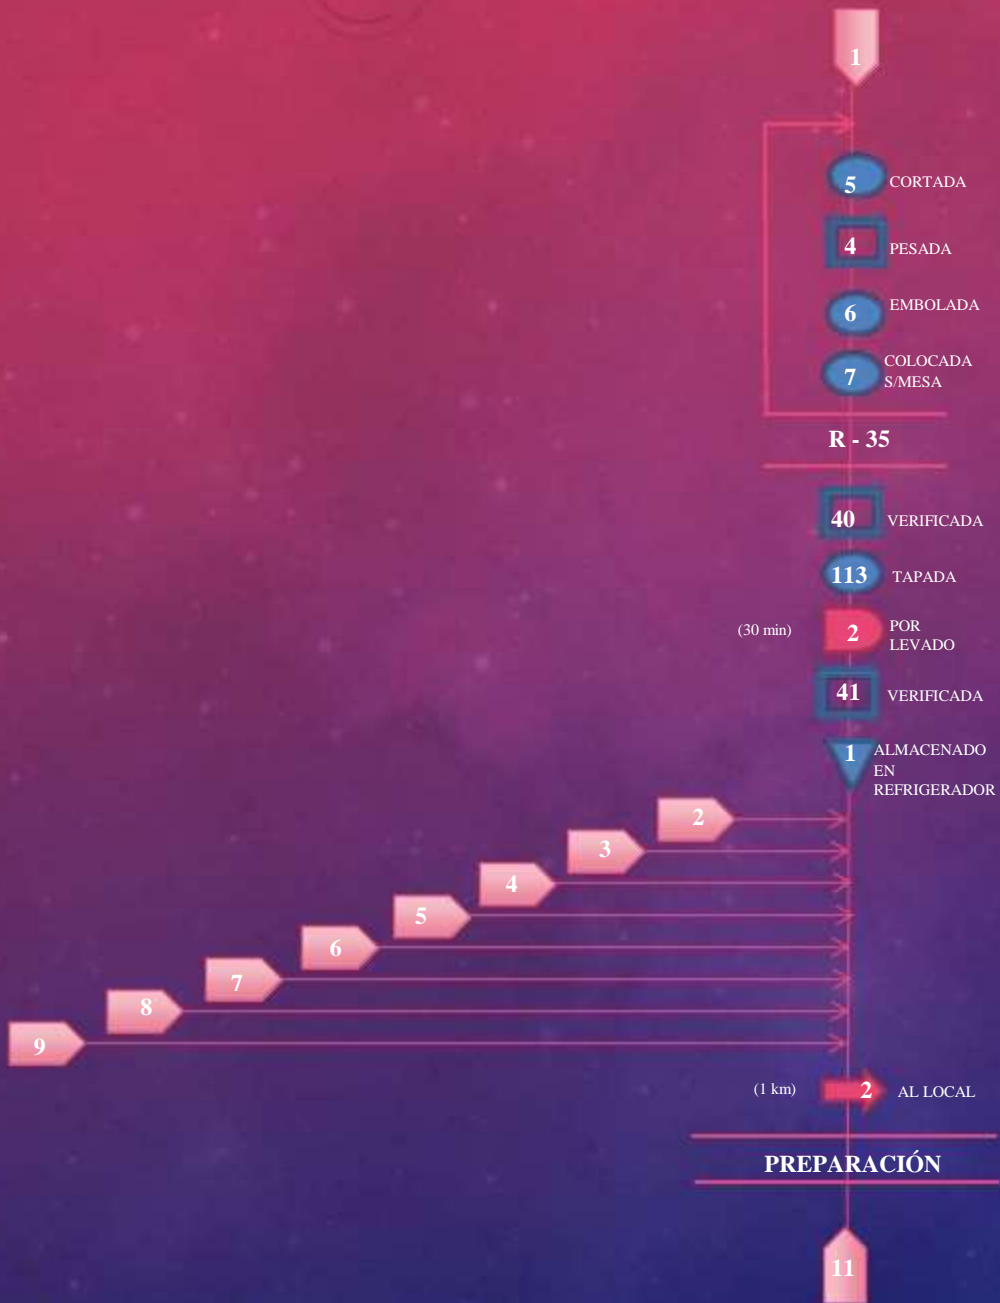 1
5 CORTADA
4 PESADA
6 EMBOLADA
7 COLOCADA
S/MESA
R - 35
40 VERIFICADA
113 TAPADA
(30 min) 2 POR
LEVADO
41 VERIFICADA
1 ALMACENADO
EN
REFRIGERADOR
2
3
4
5
6
7
8
9
(1 km) 2 AL LOCAL
PREPARACIÓN
11